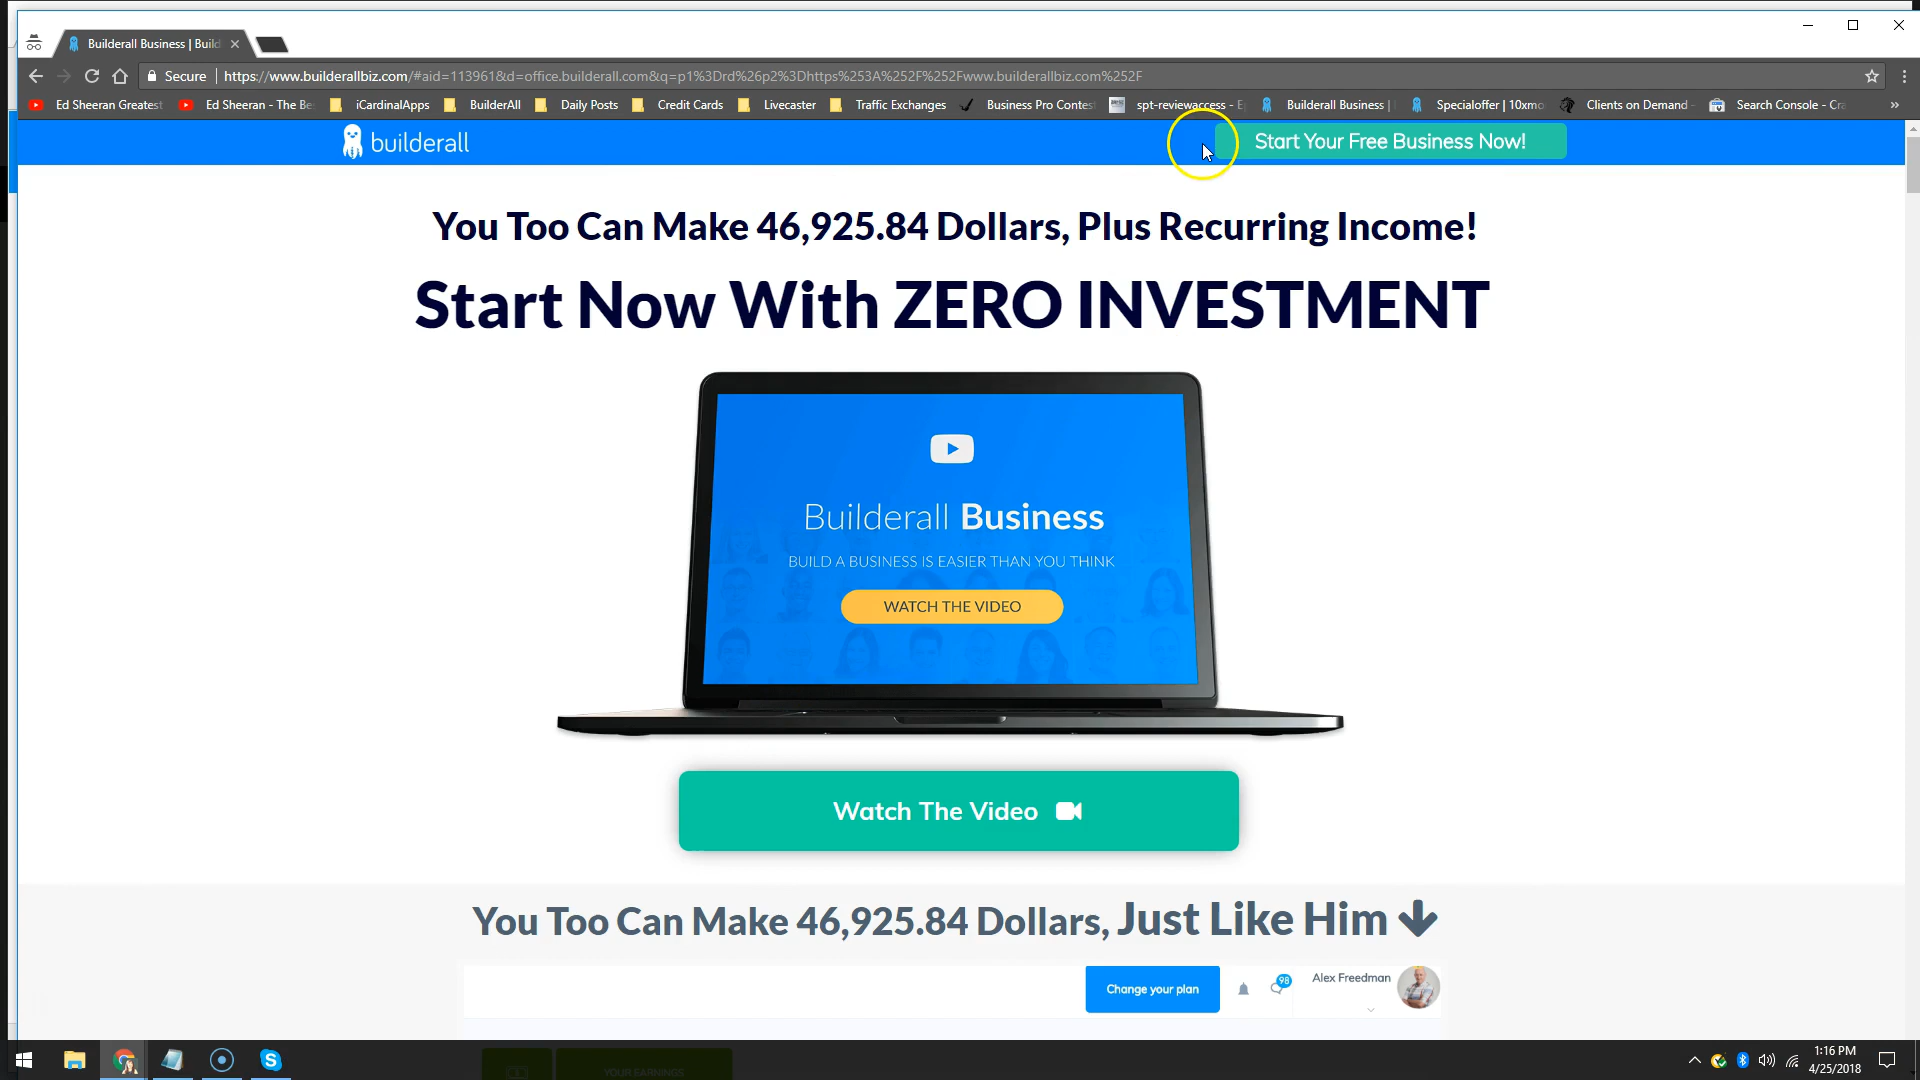 Builderall Business | Build
Secure
https://www.builderallbiz.com/#aid=113961&d=office.builderall.com&q=p1%3Drd%26p2%3Dhttps%253A%252F%252Fwww.builderallbiz.com%252F
Ed Sheeran Greatest
Ed Sheeran - The Be
iCardinalApps
BuilderAll
Daily Posts
Credit Cards
Livecaster
Traffic Exchanges
Business Pro Contes
spt-reviewaccess - E
Builderall Business |
Specialoffer | 10xmo
Clients on Demand -
Search Console - Cra
»
builderall
Start Your Free Business Now!
You Too Can Make 46,925.84 Dollars, Plus Recurring Income!
Start Now With ZERO INVESTMENT
Builderall Business
BUILD A BUSINESS IS EASIER THAN YOU THINK
WATCH THE VIDEO
Watch The Video
You Too Can Make 46,925.84 Dollars, Just Like Him
Change your plan
98
Alex Freedman
YOUR EARNINGS
1:16 PM
4/25/2018